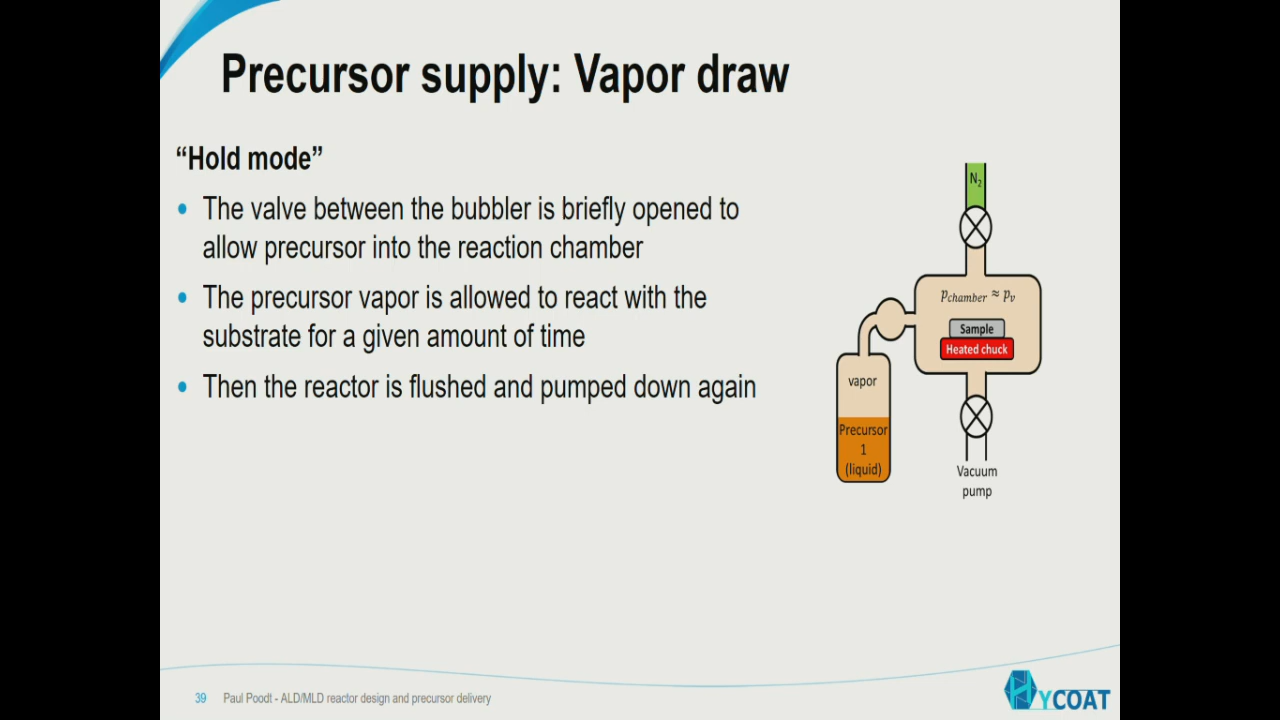 Precursor supply: Vapor draw
“Hold mode”
• The valve between the bubbler is briefly opened to
allow precursor into the reaction chamber
• The precursor vapor is allowed to react with the
substrate for a given amount of time
• Then the reactor is flushed and pumped down again
N₂
p_chamber ≈ p_v
Sample
Heated chuck
vapor
Precursor
1
(liquid)
Vacuum
pump
39 Paul Poodt - ALD/MLD reactor design and precursor delivery
HYCOAT